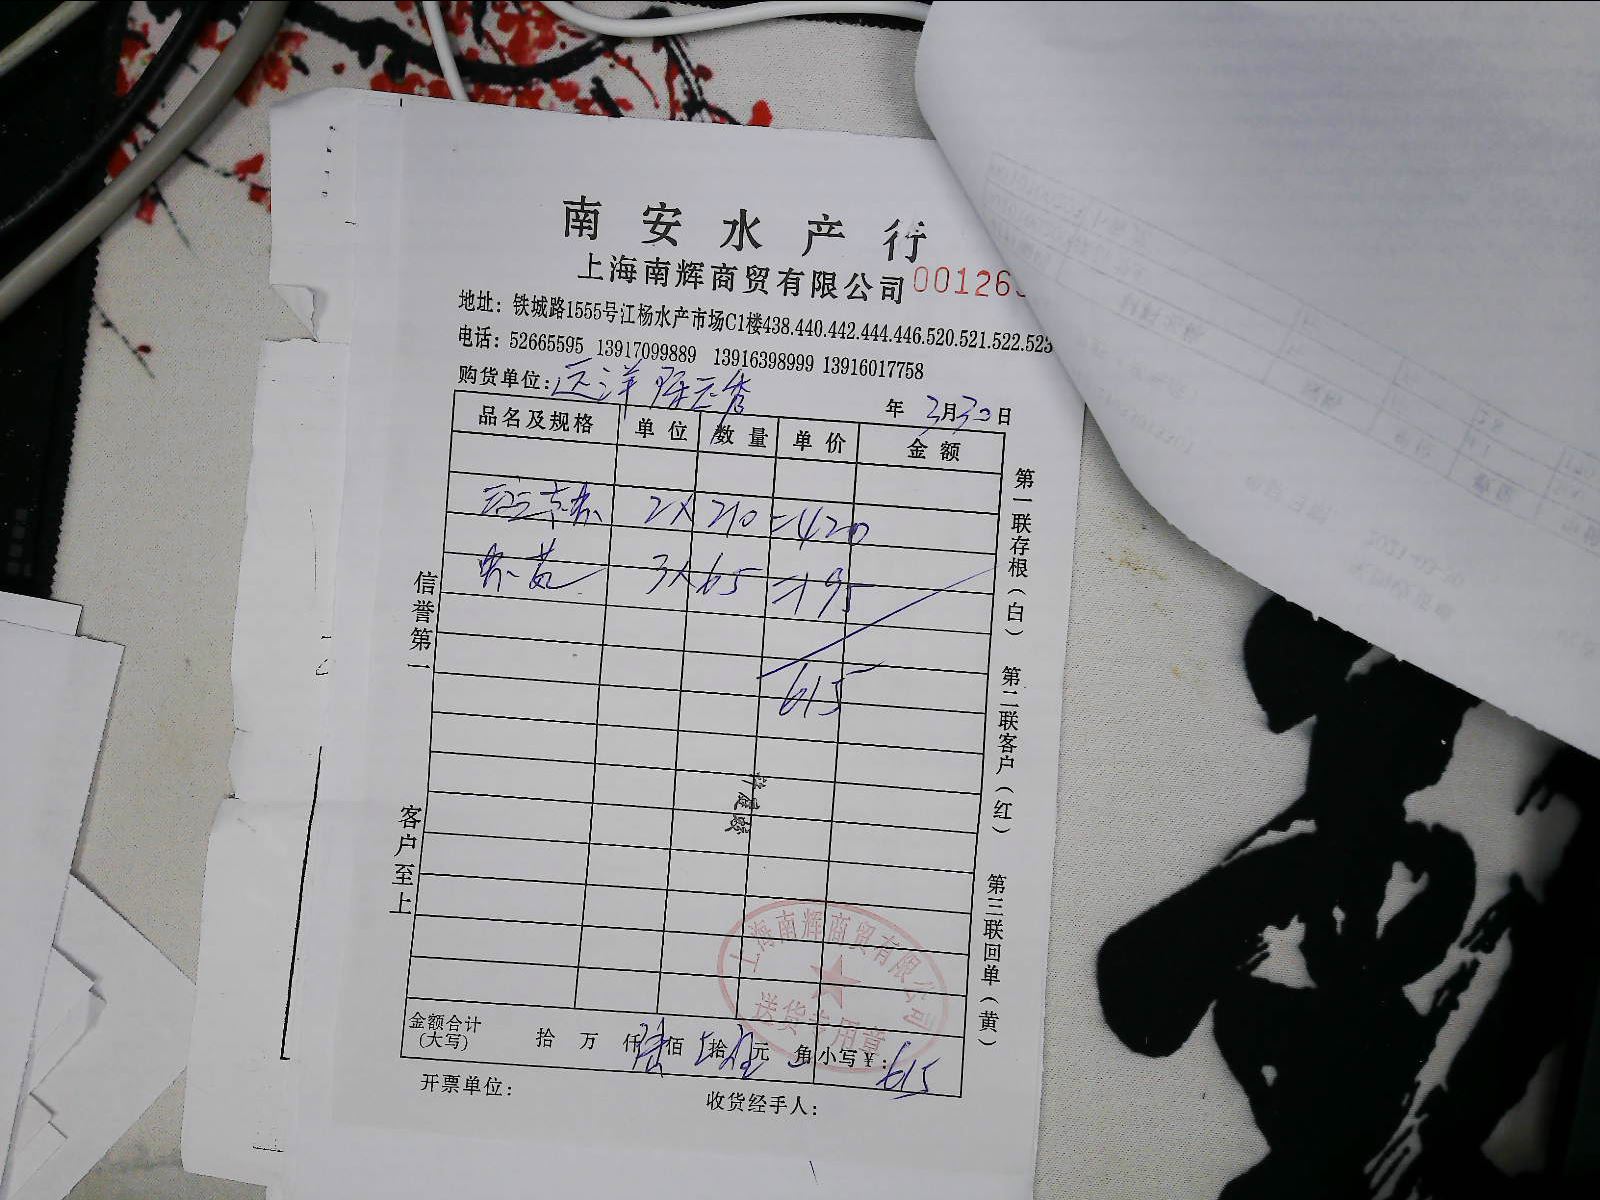 南安水产行
上海南辉商贸有限公司 00126
地址：铁城路1555号江杨水产市场C1楼438.440.442.444.446.520.521.522.523
电话：52665595 13917099889 13916398999 13916017758
购货单位：远洋
年 3月30日
品名及规格 单位 数量 单价 金额
2×210=420
虾黄 3×65=195
615
信誉第一
客户至上
第一联存根（白）
第二联客户（红）
第三联回单（黄）
上海南辉商贸有限公司
送货专用章
金额合计（大写） 拾 万 仟 陆佰 拾 伍元 角 小写￥：615
开票单位：
收货经手人：